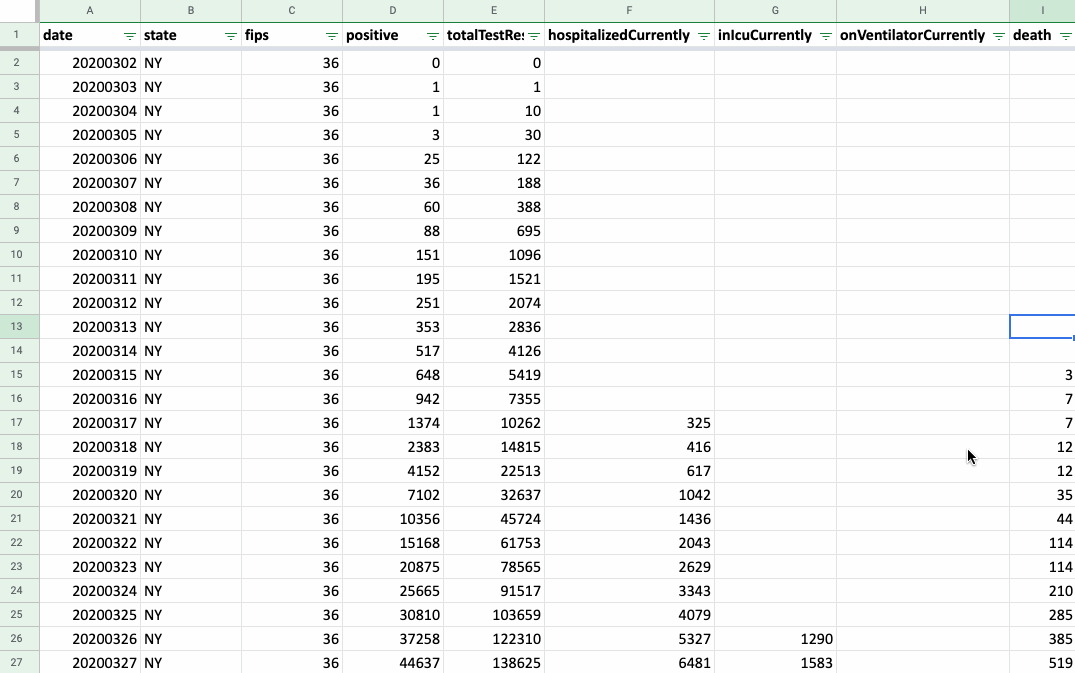 A B C D E F G H I
1 date state fips positive totalTestRes hospitalizedCurrently inIcuCurrently onVentilatorCurrently death
2 20200302 NY 36 0 0
3 20200303 NY 36 1 1
4 20200304 NY 36 1 10
5 20200305 NY 36 3 30
6 20200306 NY 36 25 122
7 20200307 NY 36 36 188
8 20200308 NY 36 60 388
9 20200309 NY 36 88 695
10 20200310 NY 36 151 1096
11 20200311 NY 36 195 1521
12 20200312 NY 36 251 2074
13 20200313 NY 36 353 2836
14 20200314 NY 36 517 4126
15 20200315 NY 36 648 5419 3
16 20200316 NY 36 942 7355 7
17 20200317 NY 36 1374 10262 325 7
18 20200318 NY 36 2383 14815 416 12
19 20200319 NY 36 4152 22513 617 12
20 20200320 NY 36 7102 32637 1042 35
21 20200321 NY 36 10356 45724 1436 44
22 20200322 NY 36 15168 61753 2043 114
23 20200323 NY 36 20875 78565 2629 114
24 20200324 NY 36 25665 91517 3343 210
25 20200325 NY 36 30810 103659 4079 285
26 20200326 NY 36 37258 122310 5327 1290 385
27 20200327 NY 36 44637 138625 6481 1583 519